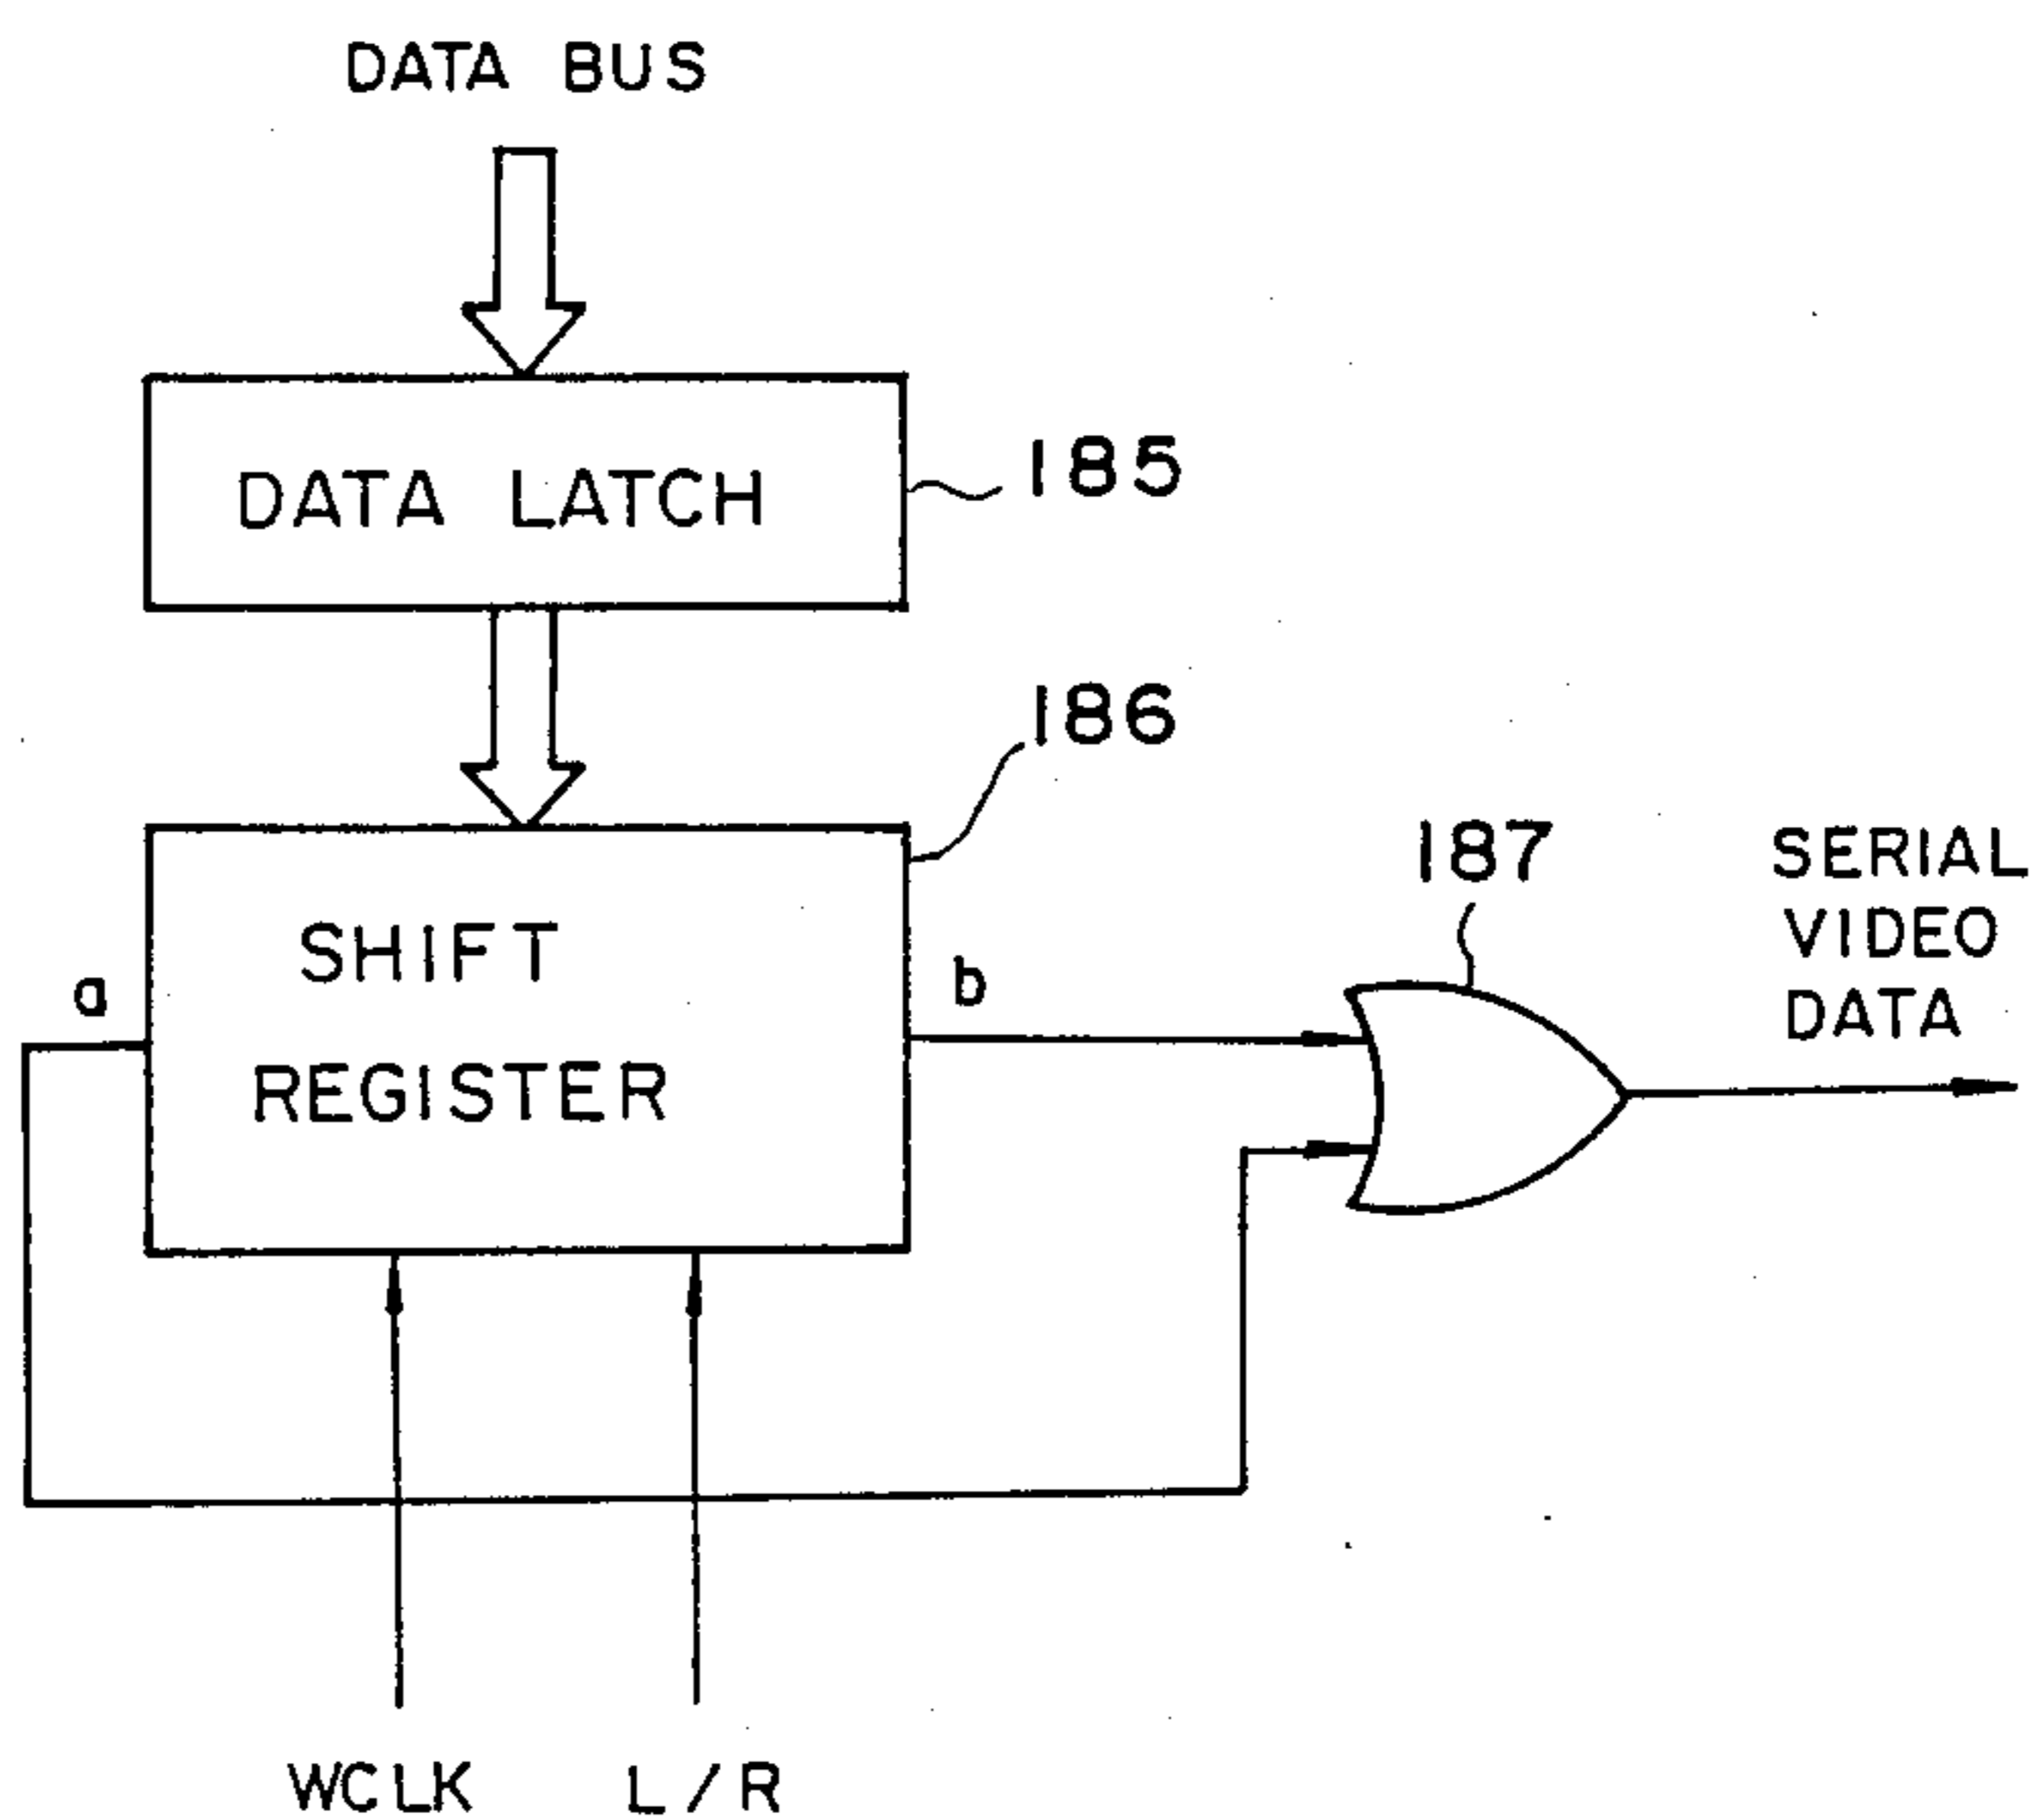 DATA BUS
DATA LATCH
185
186
SHIFT
REGISTER
a
b
187
SERIAL
VIDEO
DATA
WCLK
L/R